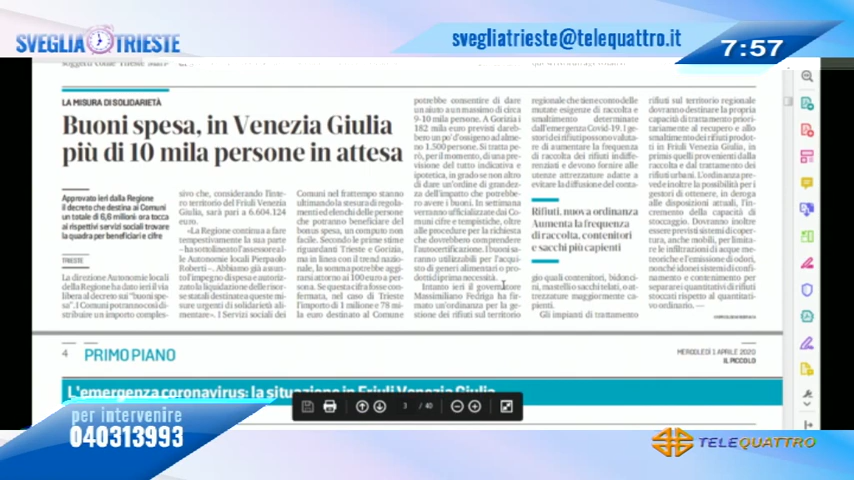 SVEGLIA TRIESTE
svegliatrieste@telequattro.it
7:57
LA MISURA DI SOLIDARIETÀ
Buoni spesa, in Venezia Giulia
più di 10 mila persone in attesa
Approvato ieri dalla Regione
il decreto che destina ai Comuni
un totale di 6,6 milioni: ora tocca
ai rispettivi servizi sociali trovare
la quadra per beneficiari e cifre
TRIESTE
La direzione Autonomie locali
della Regione ha dato ieri il via
libera al decreto sui "buoni spe-
sa". I Comuni potranno così di-
stribuire un importo comples-
sivo che, considerando l'inte-
ro territorio del Friuli Venezia
Giulia, sarà pari a 6.604.124
euro.
«La Regione continua a fare
tempestivamente la sua parte
- ha sottolineato l'assessore al-
le Autonomie locali Pierpaolo
Roberti -. Abbiamo già assun-
to l'impegno di spesa e autoriz-
zato la liquidazione delle risor-
se statali destinate a queste mi-
sure urgenti di solidarietà ali-
mentare». I Servizi sociali dei
Comuni nel frattempo stanno
ultimando la stesura di regola-
menti ed elenchi delle persone
che potranno beneficiare del
bonus spesa, un computo non
facile. Secondo le prime stime
riguardanti Trieste e Gorizia,
ma in linea con il trend nazio-
nale, la somma potrebbe aggi-
rarsi attorno ai 100 euro a per-
sona. Se questa cifra fosse con-
fermata, nel caso di Trieste
l'importo di 1 milione e 78 mi-
la euro destinato al Comune
potrebbe consentire di dare
un aiuto a un massimo di circa
9-10 mila persone. A Gorizia i
182 mila euro previsti dareb-
bero un po' d'ossigeno ad alme-
no 1.500 persone. Si tratta pe-
rò, per il momento, di una pre-
visione del tutto indicativa e
ipotetica, in grado se non altro
di dare un'ordine di grandez-
za dell'impatto che potrebbe-
ro avere i buoni. In settimana
verranno ufficializzate dai Co-
muni cifre e tempistiche, oltre
alle procedure per la richiesta
che dovrebbero comprendere
l'autocertificazione. I buoni sa-
ranno utilizzabili per l'acqui-
sto di generi alimentari o pro-
dotti di prima necessità.
Intanto ieri il governatore
Massimiliano Fedriga ha fir-
mato un'ordinanza per la ge-
stione dei rifiuti sul territorio
regionale che tiene conto delle
mutate esigenze di raccolta e
smaltimento determinate
dall'emergenza Covid-19. I ge-
stori dei rifiuti possono valuta-
re di aumentare la frequenza
di raccolta dei rifiuti indiffe-
renziati e devono fornire alle
utenze attrezzature adatte a
evitare la diffusione del conta-
Rifiuti, nuova ordinanza
Aumenta la frequenza
di raccolta, contenitori
e sacchi più capienti
gio quali contenitori, bidonci-
ni, mastelli o sacchi telati, o at-
trezzature maggiormente ca-
pienti.
Gli impianti di trattamento
rifiuti sul territorio regionale
dovranno destinare la propria
capacità di trattamento priori-
tariamente al recupero e allo
smaltimento dei rifiuti prodot-
ti in Friuli Venezia Giulia, in
primis quelli provenienti dalla
raccolta e dal trattamento dei
rifiuti urbani. L'ordinanza pre-
vede inoltre la possibilità per i
gestori di ottenere, in deroga
alle disposizioni attuali, l'in-
cremento della capacità di
stoccaggio. Dovranno inoltre
essere previsti sistemi di coper-
tura, anche mobili, per limita-
re le infiltrazioni di acque me-
teoriche e l'emissione di odori,
nonché idonei sistemi di confi-
namento e contenimento per
separare i quantitativi di rifiuti
stoccati rispetto al quantitati-
vo ordinario. —
4 PRIMO PIANO
MERCOLEDÌ 1 APRILE 2020
IL PICCOLO
L'emergenza coronavirus: la situazione in Friuli Venezia Giulia
3 / 40
per intervenire
040313993
TELEQUATTRO